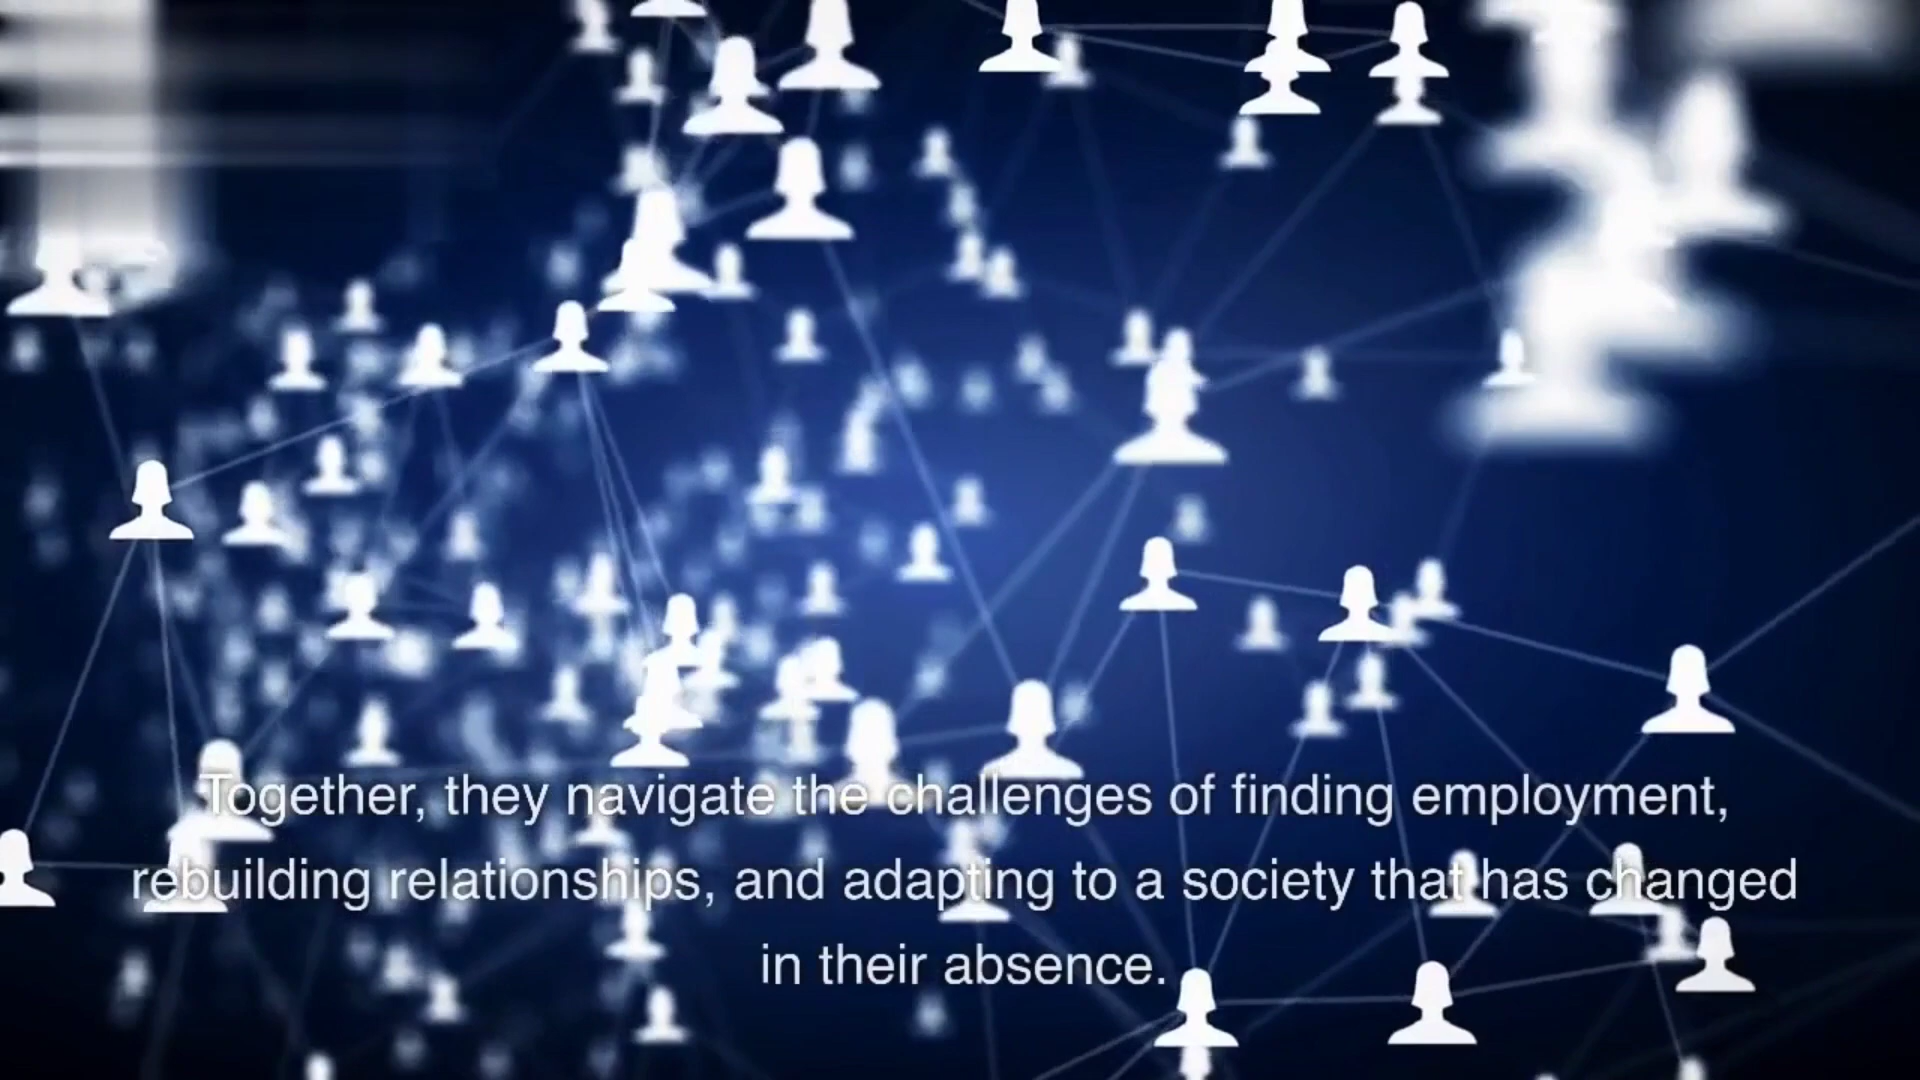 Together, they navigate the challenges of finding employment,
rebuilding relationships, and adapting to a society that has changed
in their absence.